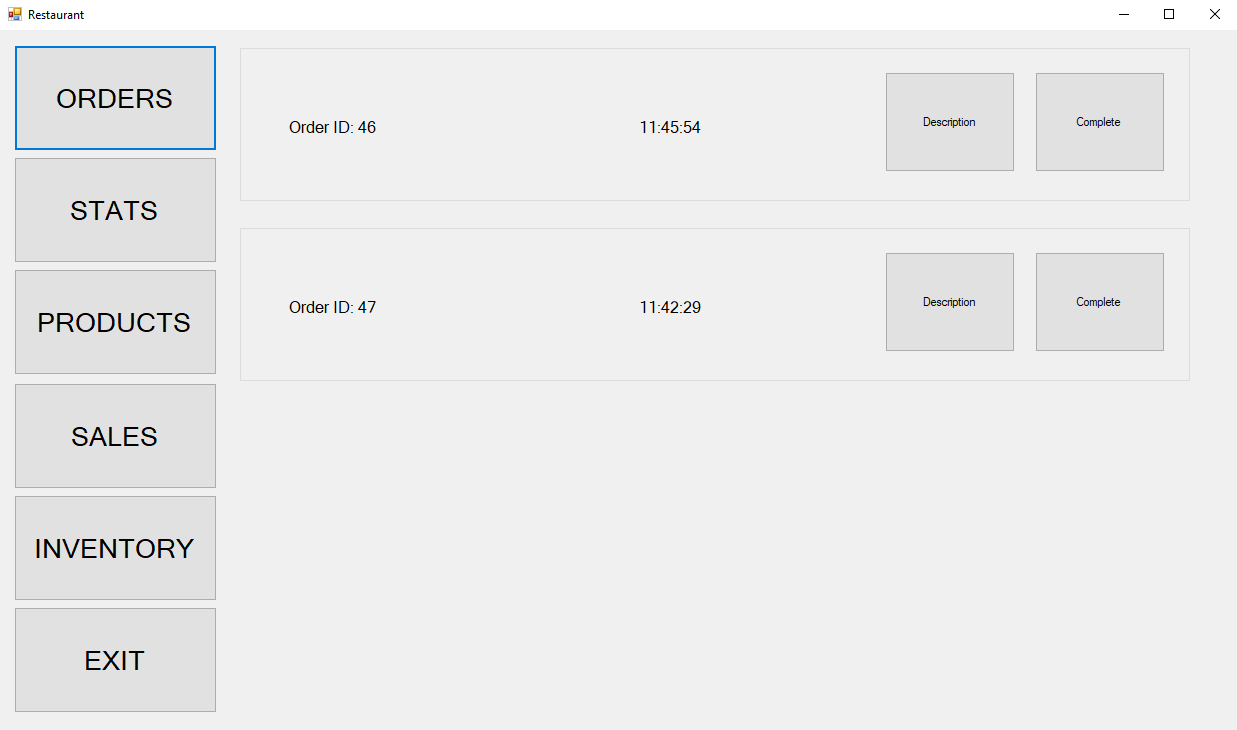 Restaurant
ORDERS
STATS
PRODUCTS
SALES
INVENTORY
EXIT
Order ID: 46 11:45:54 Description Complete
Order ID: 47 11:42:29 Description Complete